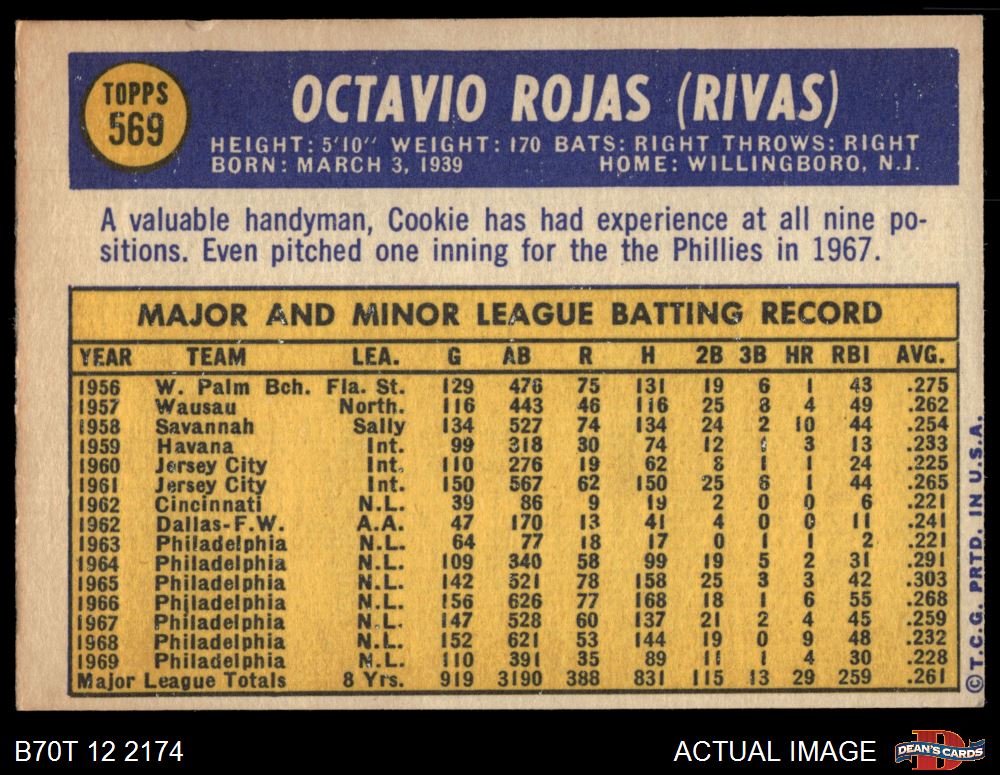 TOPPS
569
OCTAVIO ROJAS (RIVAS)
HEIGHT: 5'10" WEIGHT: 170 BATS: RIGHT THROWS: RIGHT
BORN: MARCH 3, 1939 HOME: WILLINGBORO, N.J.
A valuable handyman, Cookie has had experience at all nine po-
sitions. Even pitched one inning for the the Phillies in 1967.
MAJOR AND MINOR LEAGUE BATTING RECORD
YEAR TEAM LEA. G AB R H 2B 3B HR RBI AVG.
1956 W. Palm Bch. Fla. St. 129 476 75 131 19 6 1 43 .275
1957 Wausau North. 116 443 46 116 25 8 4 49 .262
1958 Savannah Sally 134 527 74 134 24 2 10 44 .254
1959 Havana Int. 99 318 30 74 12 1 3 13 .233
1960 Jersey City Int. 110 276 19 62 8 1 1 24 .225
1961 Jersey City Int. 150 567 62 150 25 6 1 44 .265
1962 Cincinnati N.L. 39 86 9 19 2 0 0 6 .221
1962 Dallas-F.W. A.A. 47 170 13 41 4 0 0 11 .241
1963 Philadelphia N.L. 64 77 18 17 0 1 1 2 .221
1964 Philadelphia N.L. 109 340 58 99 19 5 2 31 .291
1965 Philadelphia N.L. 142 521 78 158 25 3 3 42 .303
1966 Philadelphia N.L. 156 626 77 168 18 1 6 55 .268
1967 Philadelphia N.L. 147 528 60 137 21 2 4 45 .259
1968 Philadelphia N.L. 152 621 53 144 19 0 9 48 .232
1969 Philadelphia N.L. 110 391 35 89 11 1 4 30 .228
Major League Totals 8 Yrs. 919 3190 388 831 115 13 29 259 .261
© T.C.G. PRTD. IN U.S.A.
B70T 12 2174
ACTUAL IMAGE
D
DEAN'S CARDS